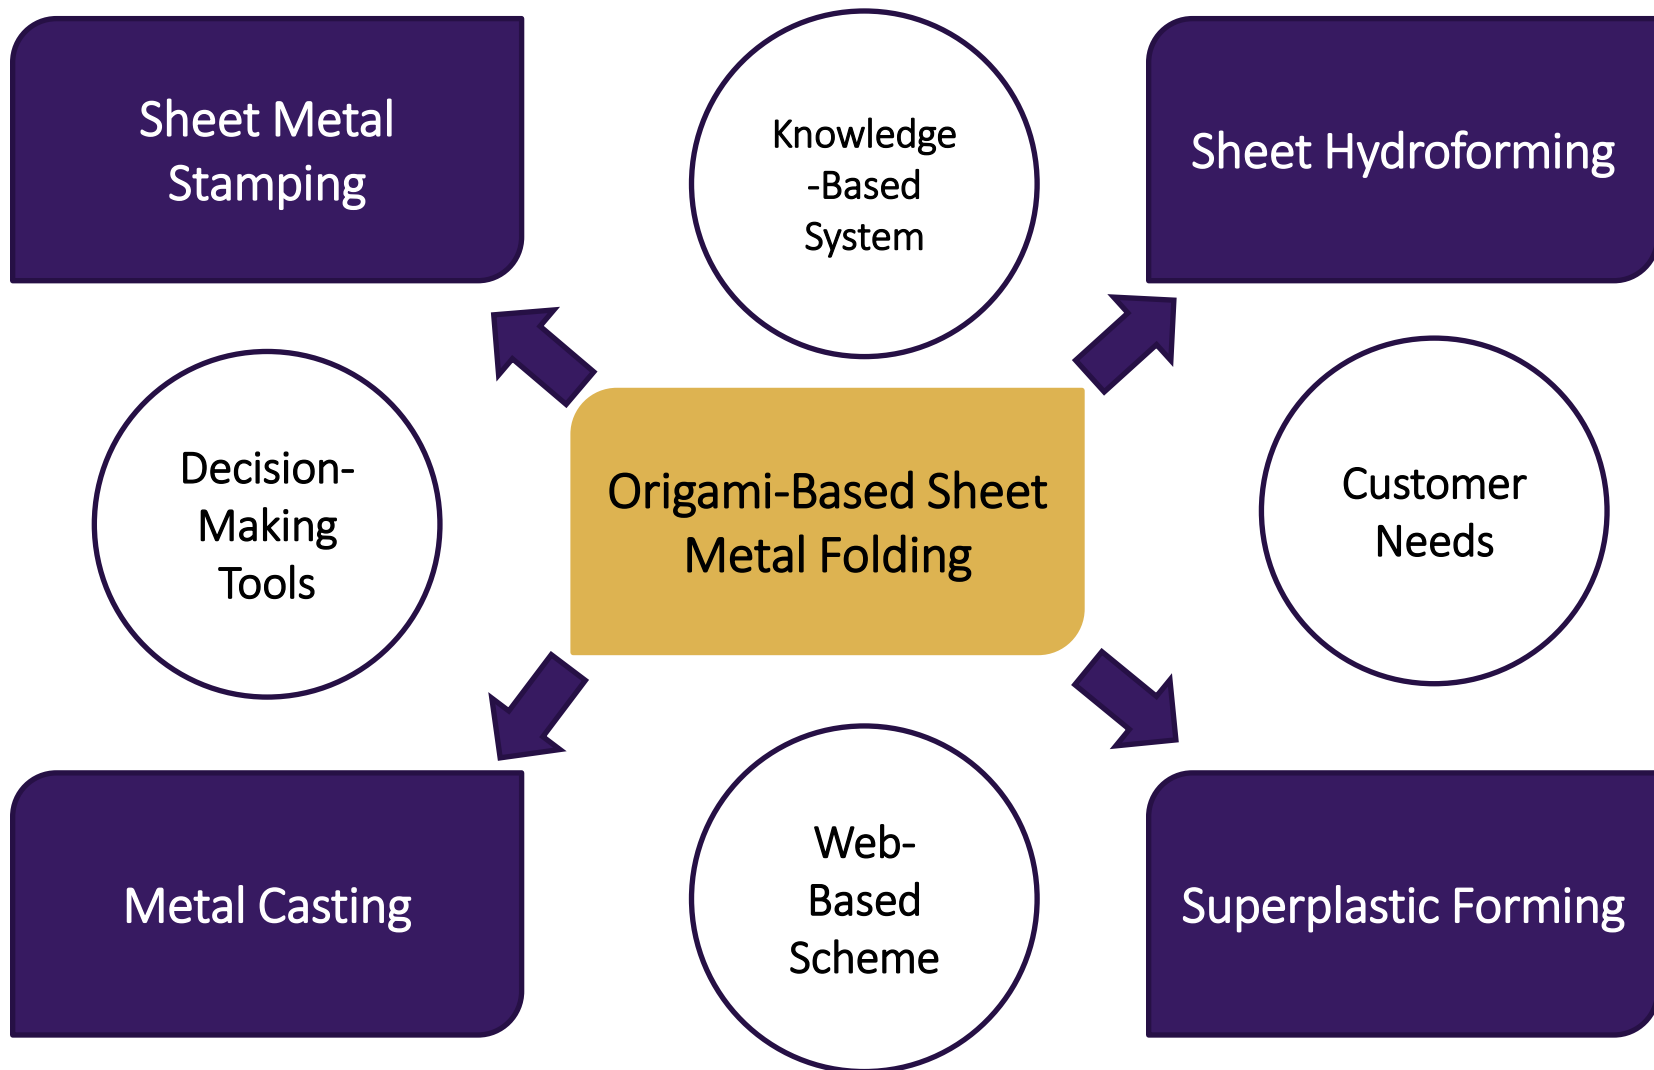 Sheet Metal
Stamping
Knowledge
-Based
System
Sheet Hydroforming
Decision-
Making
Tools
Origami-Based Sheet
Metal Folding
Customer
Needs
Metal Casting
Web-
Based
Scheme
Superplastic Forming